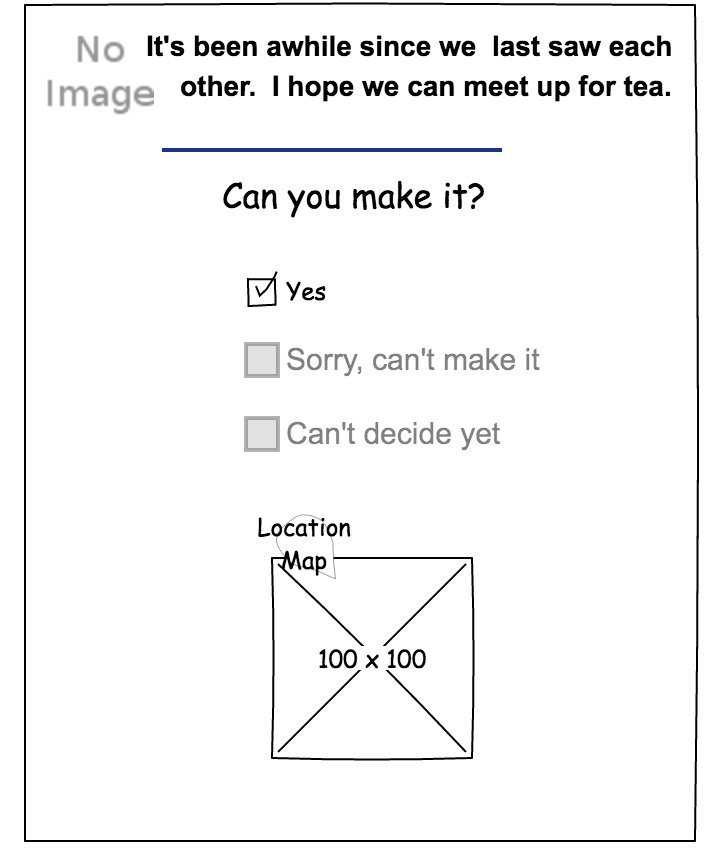 No
Image
It's been awhile since we last saw each
other. I hope we can meet up for tea.
Can you make it?
Yes
Sorry, can't make it
Can't decide yet
Location
Map
100 x 100